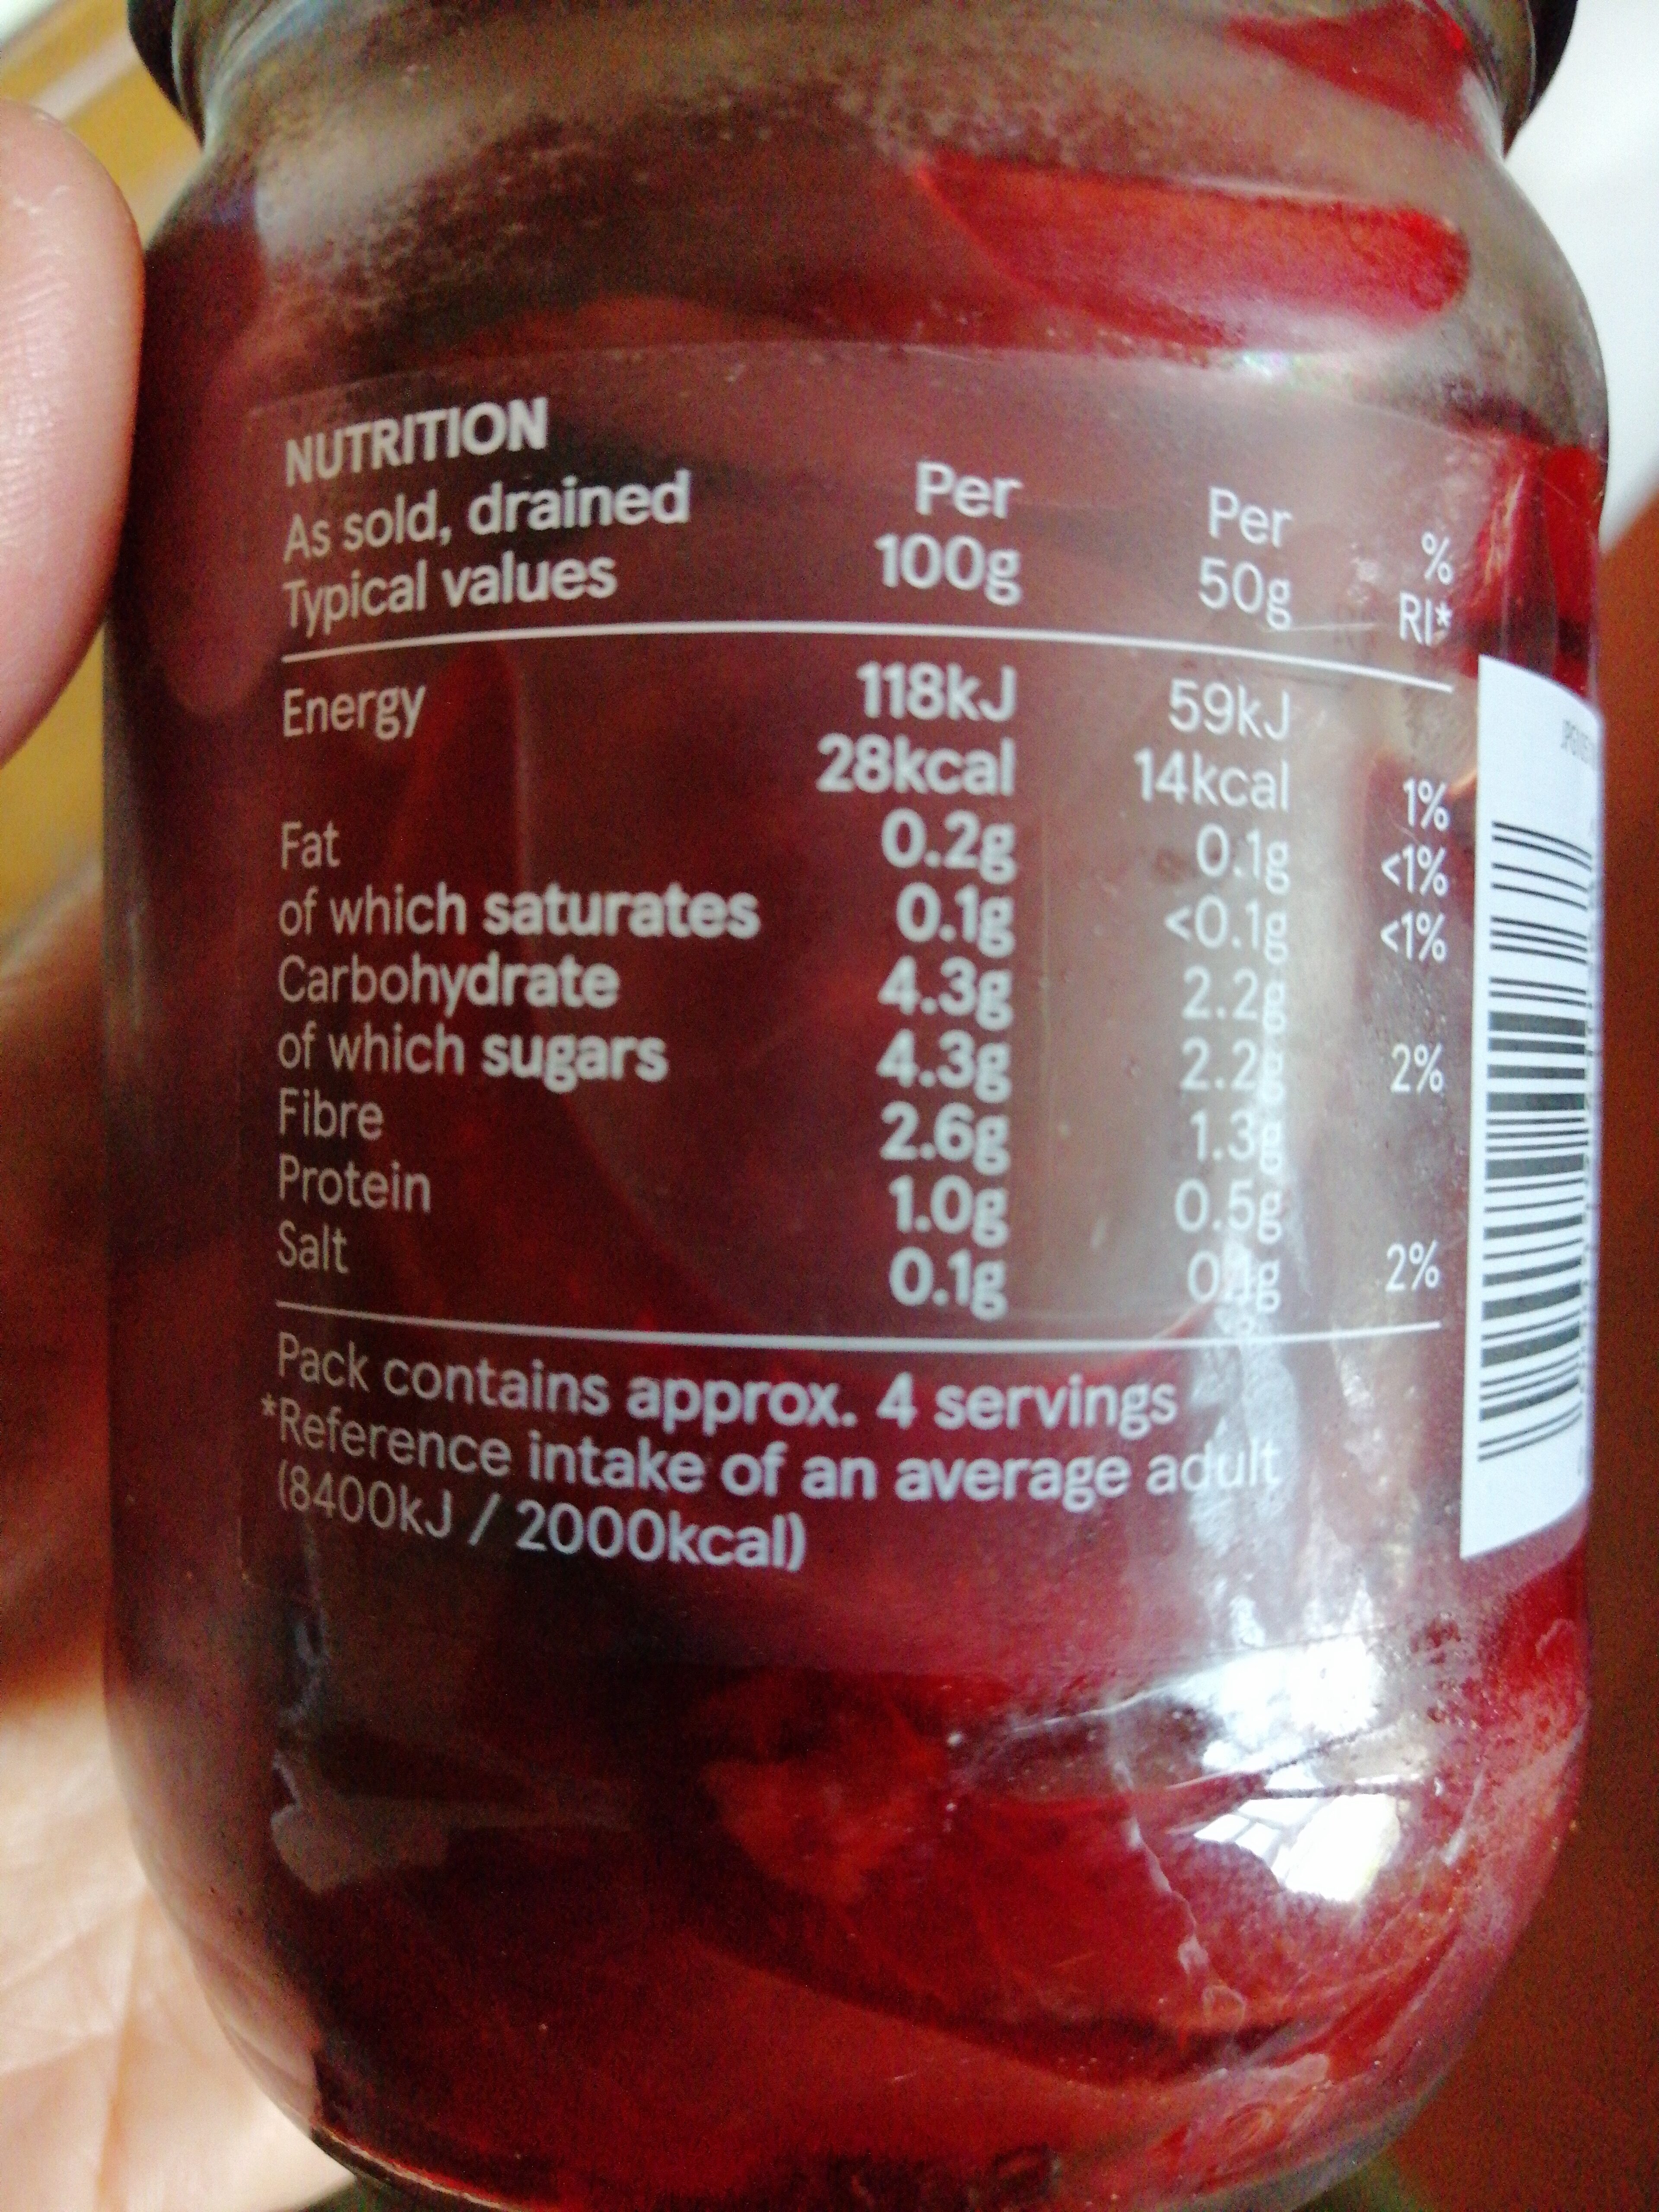 NUTRITION
As sold, drained Per Per %
Typical values 100g 50g RI*
Energy 118kJ 59kJ
28kcal 14kcal 1%
Fat 0.2g 0.1g <1%
of which saturates 0.1g <0.1g <1%
Carbohydrate 4.3g 2.2g
of which sugars 4.3g 2.2g 2%
Fibre 2.6g 1.3g
Protein 1.0g 0.5g
Salt 0.1g 0.1g 2%
Pack contains approx. 4 servings
*Reference intake of an average adult
(8400kJ / 2000kcal)